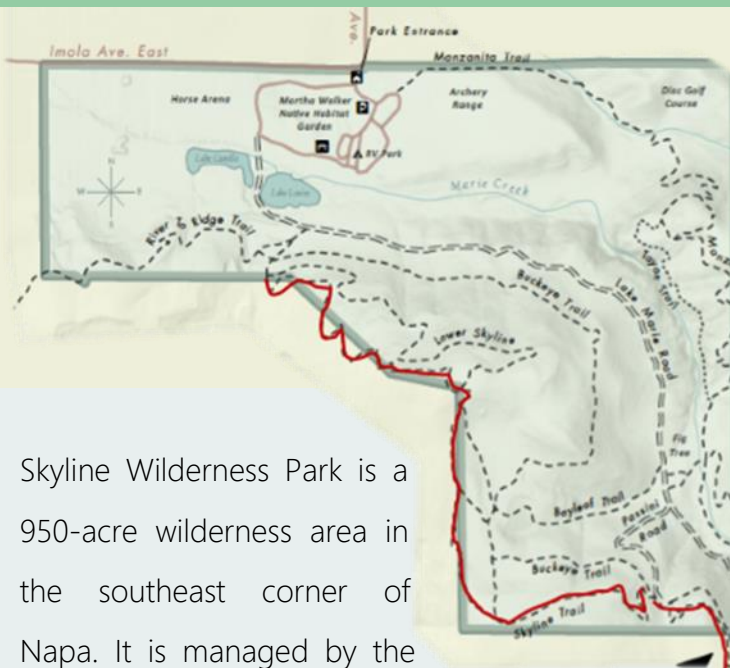 Imola Ave. East
Ave.
Park Entrance
Manzanita Trail
Horse Arena
Martha Walker
Native Habitat
Garden
Archery
Range
Disc Golf
Course
RV Park
Marie Creek
N
W
E
S
River & Ridge Trail
Buckeye Trail
Lake Marie Road
Lower Skyline
Fig
Tree
Bayleaf Trail
Passini
Road
Buckeye Trail
Skyline Trail
Skyline Wilderness Park is a
950-acre wilderness area in
the southeast corner of
Napa. It is managed by the